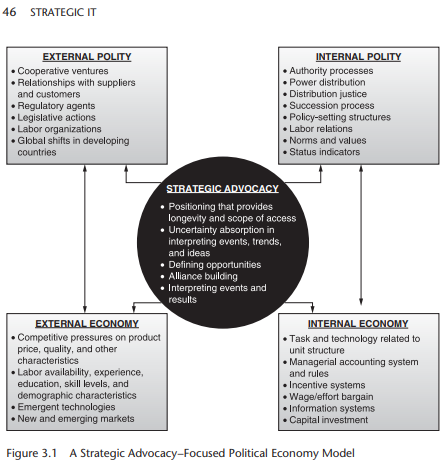 46 STRATEGIC IT
EXTERNAL POLITY
• Cooperative ventures
• Relationships with suppliers
and customers
• Regulatory agents
• Legislative actions
• Labor organizations
• Global shifts in developing
countries
INTERNAL POLITY
• Authority processes
• Power distribution
• Distribution justice
• Succession process
• Policy-setting structures
• Labor relations
• Norms and values
• Status indicators
STRATEGIC ADVOCACY
• Positioning that provides
longevity and scope of access
• Uncertainty absorption in
interpreting events, trends,
and ideas
• Defining opportunities
• Alliance building
• Interpreting events and
results
EXTERNAL ECONOMY
• Competitive pressures on product
price, quality, and other
characteristics
• Labor availability, experience,
education, skill levels, and
demographic characteristics
• Emergent technologies
• New and emerging markets
INTERNAL ECONOMY
• Task and technology related to
unit structure
• Managerial accounting system
and rules
• Incentive systems
• Wage/effort bargain
• Information systems
• Capital investment
Figure 3.1 A Strategic Advocacy–Focused Political Economy Model